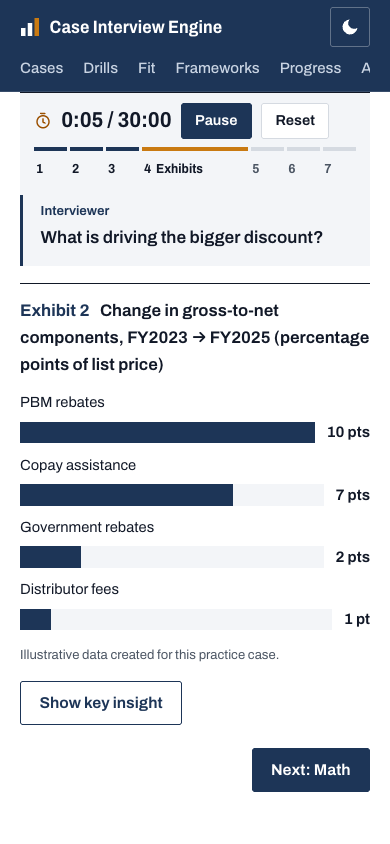 Case Interview Engine
Cases Drills Fit Frameworks Progress A
0:05 / 30:00 Pause Reset
1 2 3 4 Exhibits 5 6 7
Interviewer
What is driving the bigger discount?
Exhibit 2 Change in gross-to-net
components, FY2023 → FY2025 (percentage
points of list price)
PBM rebates
10 pts
Copay assistance
7 pts
Government rebates
2 pts
Distributor fees
1 pt
Illustrative data created for this practice case.
Show key insight
Next: Math